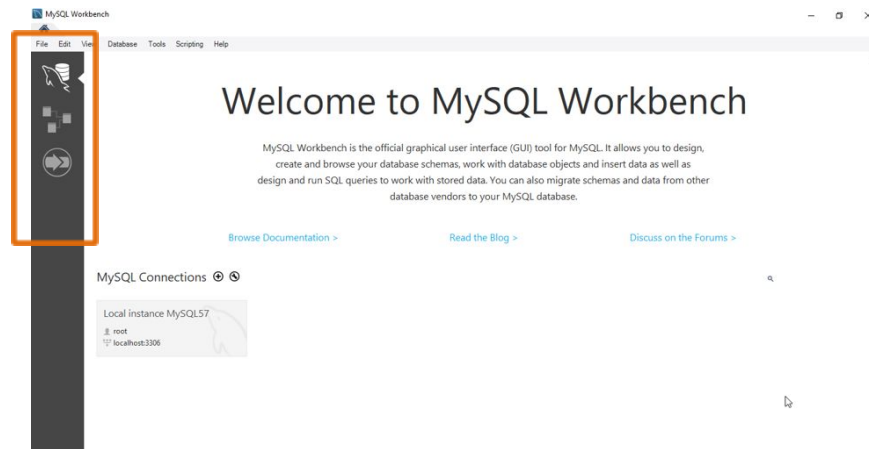 MySQL Workbench
File Edit View Database Tools Scripting Help
Welcome to MySQL Workbench
MySQL Workbench is the official graphical user interface (GUI) tool for MySQL. It allows you to design,
create and browse your database schemas, work with database objects and insert data as well as
design and run SQL queries to work with stored data. You can also migrate schemas and data from other
database vendors to your MySQL database.
Browse Documentation > Read the Blog > Discuss on the Forums >
MySQL Connections
Local instance MySQL57
root
localhost:3306